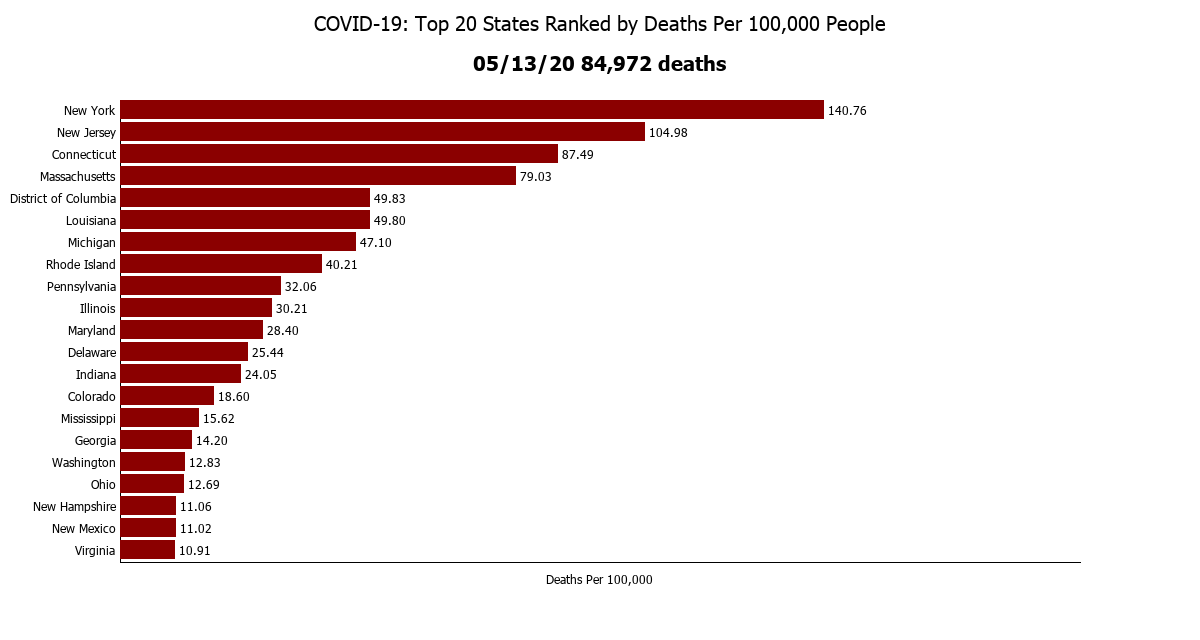 COVID-19: Top 20 States Ranked by Deaths Per 100,000 People
05/13/20 84,972 deaths
New York 140.76
New Jersey 104.98
Connecticut 87.49
Massachusetts 79.03
District of Columbia 49.83
Louisiana 49.80
Michigan 47.10
Rhode Island 40.21
Pennsylvania 32.06
Illinois 30.21
Maryland 28.40
Delaware 25.44
Indiana 24.05
Colorado 18.60
Mississippi 15.62
Georgia 14.20
Washington 12.83
Ohio 12.69
New Hampshire 11.06
New Mexico 11.02
Virginia 10.91
Deaths Per 100,000